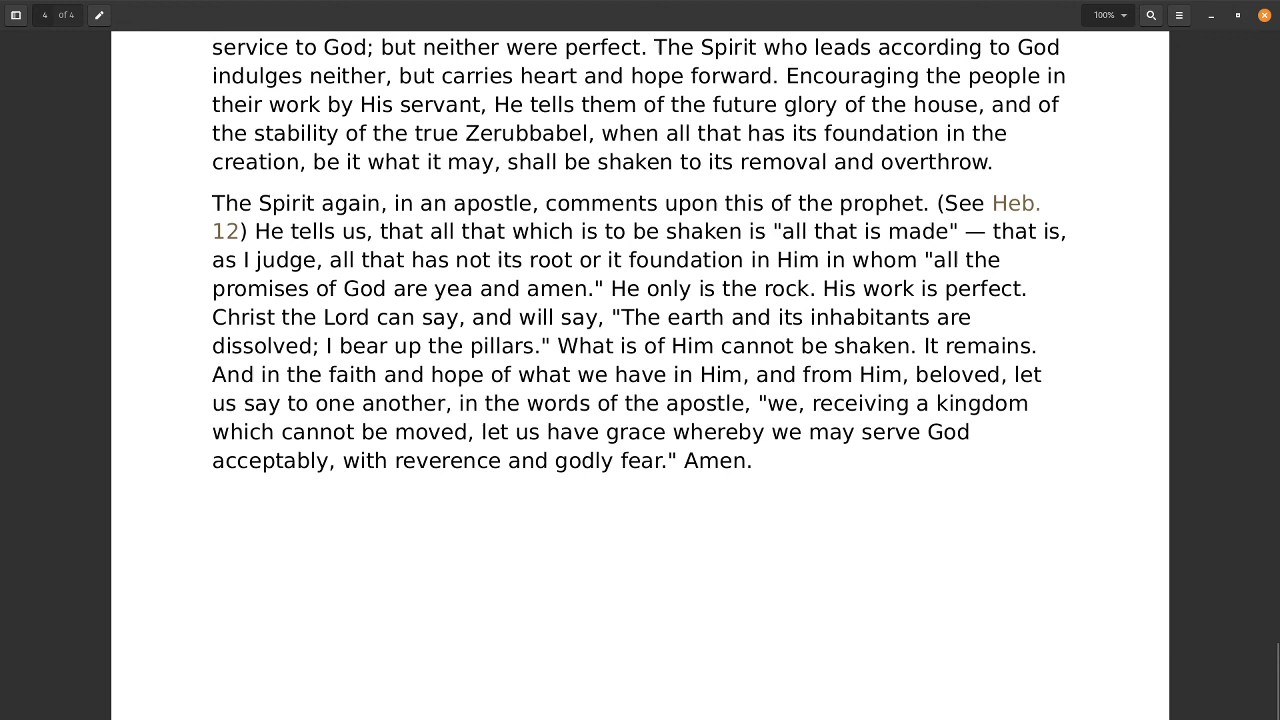 4 of 4
100%
service to God; but neither were perfect. The Spirit who leads according to God
indulges neither, but carries heart and hope forward. Encouraging the people in
their work by His servant, He tells them of the future glory of the house, and of
the stability of the true Zerubbabel, when all that has its foundation in the
creation, be it what it may, shall be shaken to its removal and overthrow.
The Spirit again, in an apostle, comments upon this of the prophet. (See Heb.
12) He tells us, that all that which is to be shaken is "all that is made" — that is,
as I judge, all that has not its root or it foundation in Him in whom "all the
promises of God are yea and amen." He only is the rock. His work is perfect.
Christ the Lord can say, and will say, "The earth and its inhabitants are
dissolved; I bear up the pillars." What is of Him cannot be shaken. It remains.
And in the faith and hope of what we have in Him, and from Him, beloved, let
us say to one another, in the words of the apostle, "we, receiving a kingdom
which cannot be moved, let us have grace whereby we may serve God
acceptably, with reverence and godly fear." Amen.